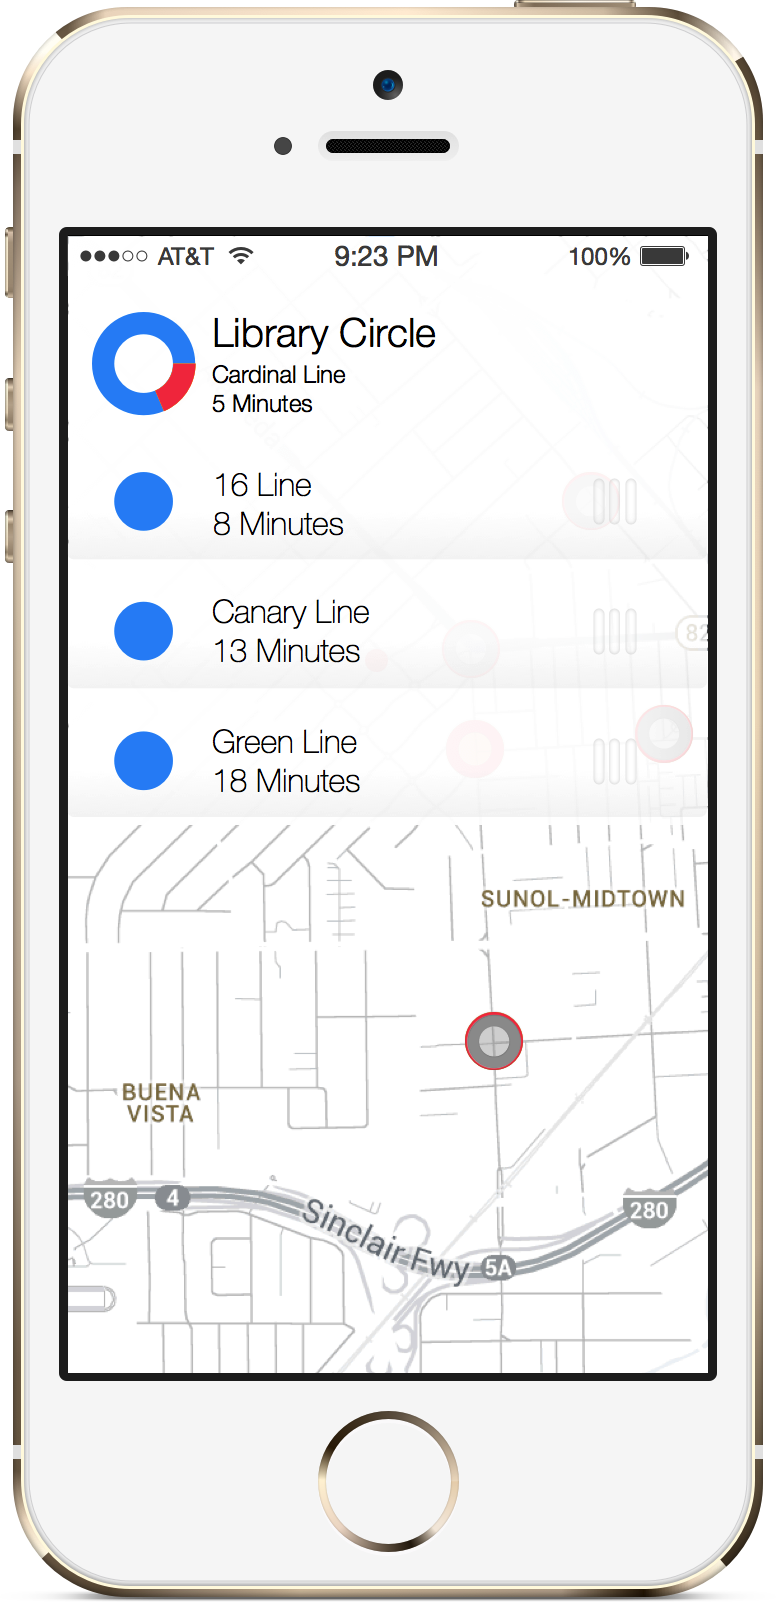 AT&T 9:23 PM 100%
Library Circle
Cardinal Line
5 Minutes
16 Line
8 Minutes
Canary Line
13 Minutes
82
Green Line
18 Minutes
SUNOL-MIDTOWN
BUENA
VISTA
280 4 280
Sinclair Fwy
5A